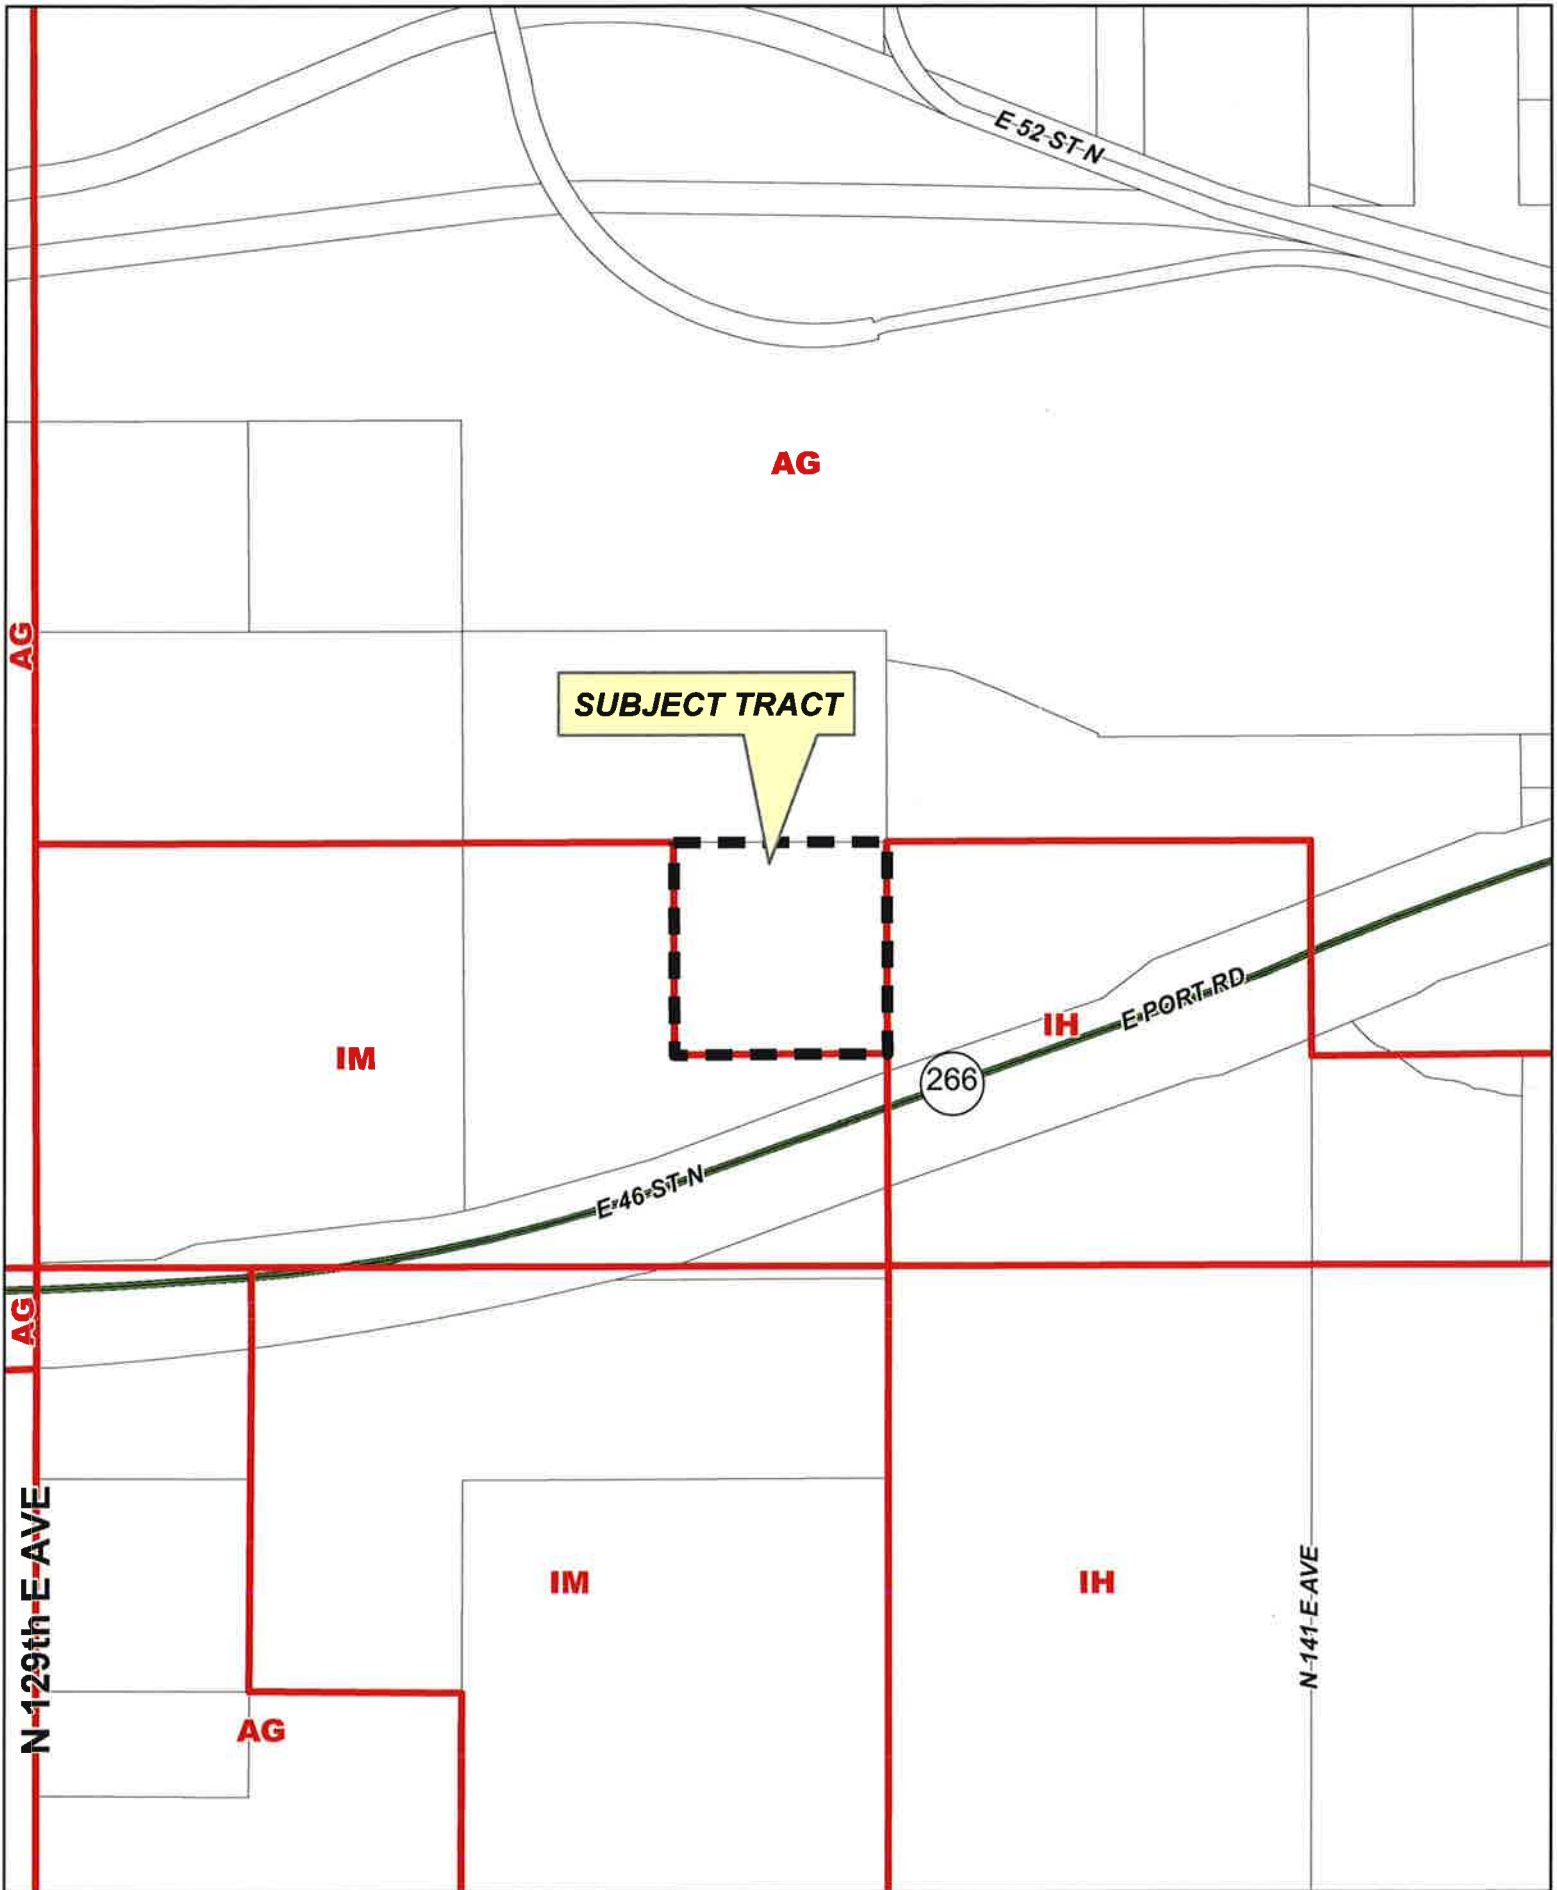 E 52 ST N
AG
AG
SUBJECT TRACT
E PORT RD
IH
IM
266
E 46 ST N
AG
N 129th E AVE
IM
IH
N 141 E AVE
AG